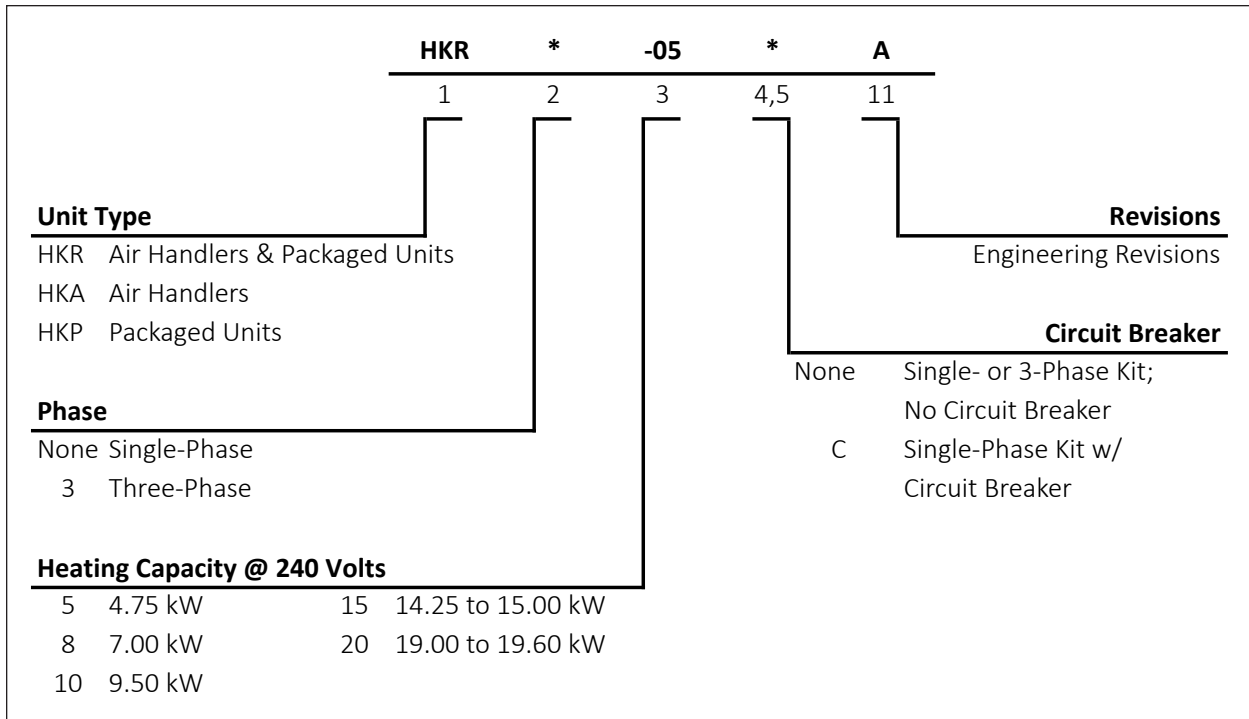 HKR * -05 * A
1 2 3 4,5 11
Unit Type
HKR Air Handlers & Packaged Units
HKA Air Handlers
HKP Packaged Units
Revisions
Engineering Revisions
Circuit Breaker
None Single- or 3-Phase Kit;
No Circuit Breaker
C Single-Phase Kit w/
Circuit Breaker
Phase
None Single-Phase
3 Three-Phase
Heating Capacity @ 240 Volts
5 4.75 kW 15 14.25 to 15.00 kW
8 7.00 kW 20 19.00 to 19.60 kW
10 9.50 kW